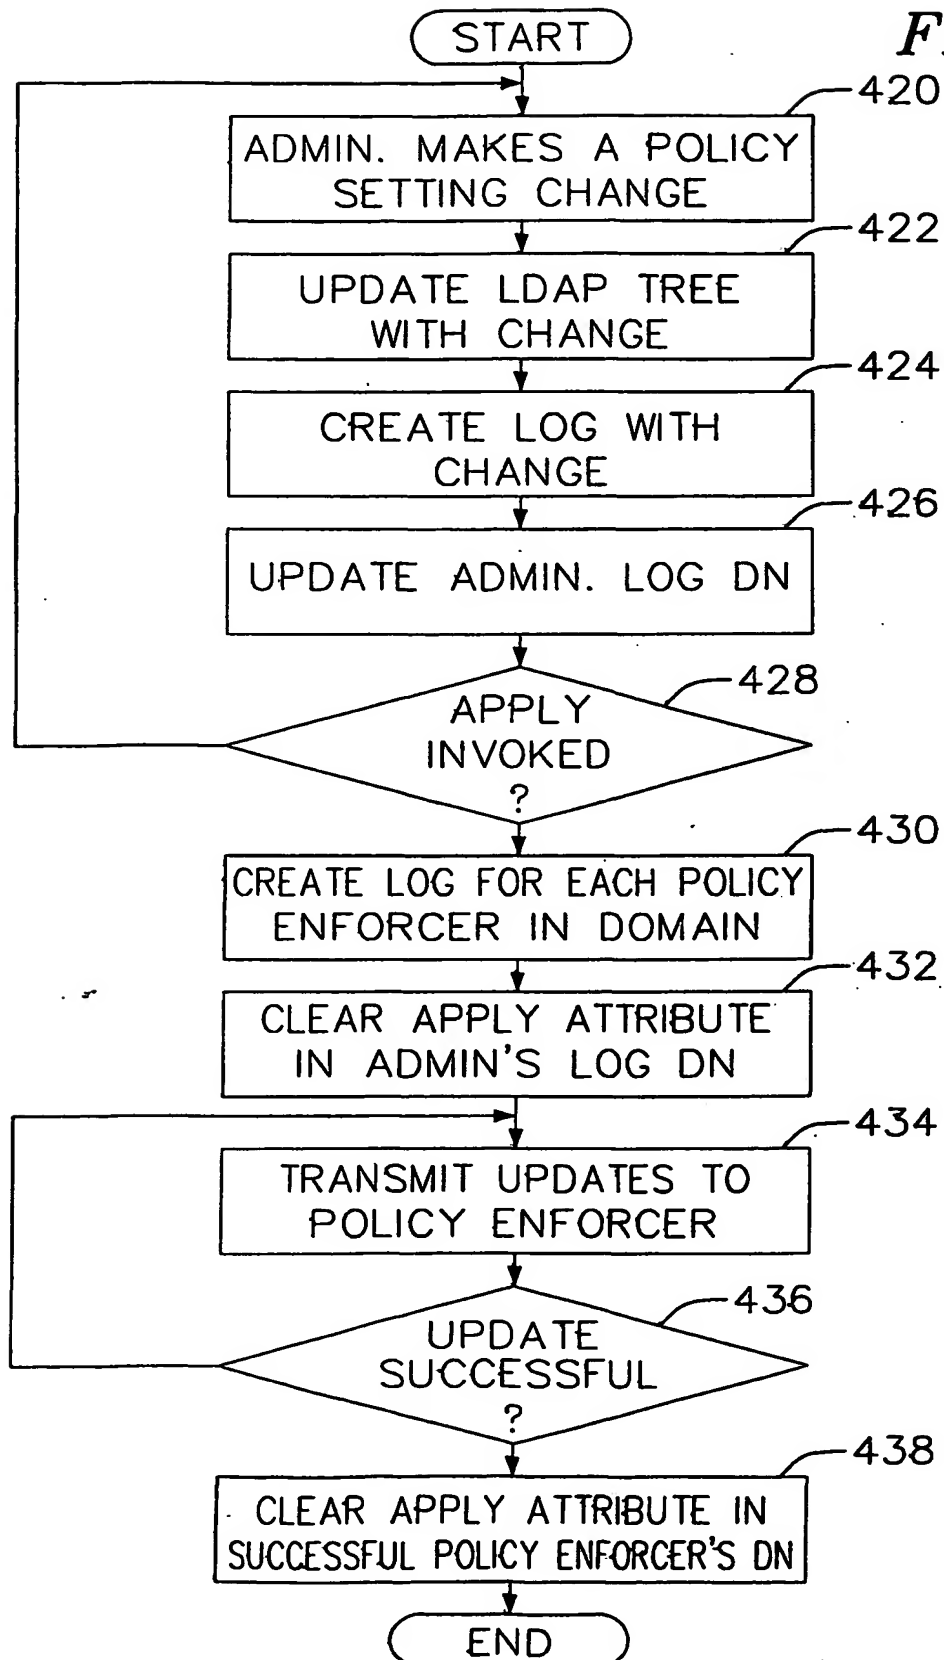 START
420
ADMIN. MAKES A POLICY
SETTING CHANGE
422
UPDATE LDAP TREE
WITH CHANGE
424
CREATE LOG WITH
CHANGE
426
UPDATE ADMIN. LOG DN
428
APPLY
INVOKED
?
430
CREATE LOG FOR EACH POLICY
ENFORCER IN DOMAIN
432
CLEAR APPLY ATTRIBUTE
IN ADMIN'S LOG DN
434
TRANSMIT UPDATES TO
POLICY ENFORCER
436
UPDATE
SUCCESSFUL
?
438
CLEAR APPLY ATTRIBUTE IN
SUCCESSFUL POLICY ENFORCER'S DN
END